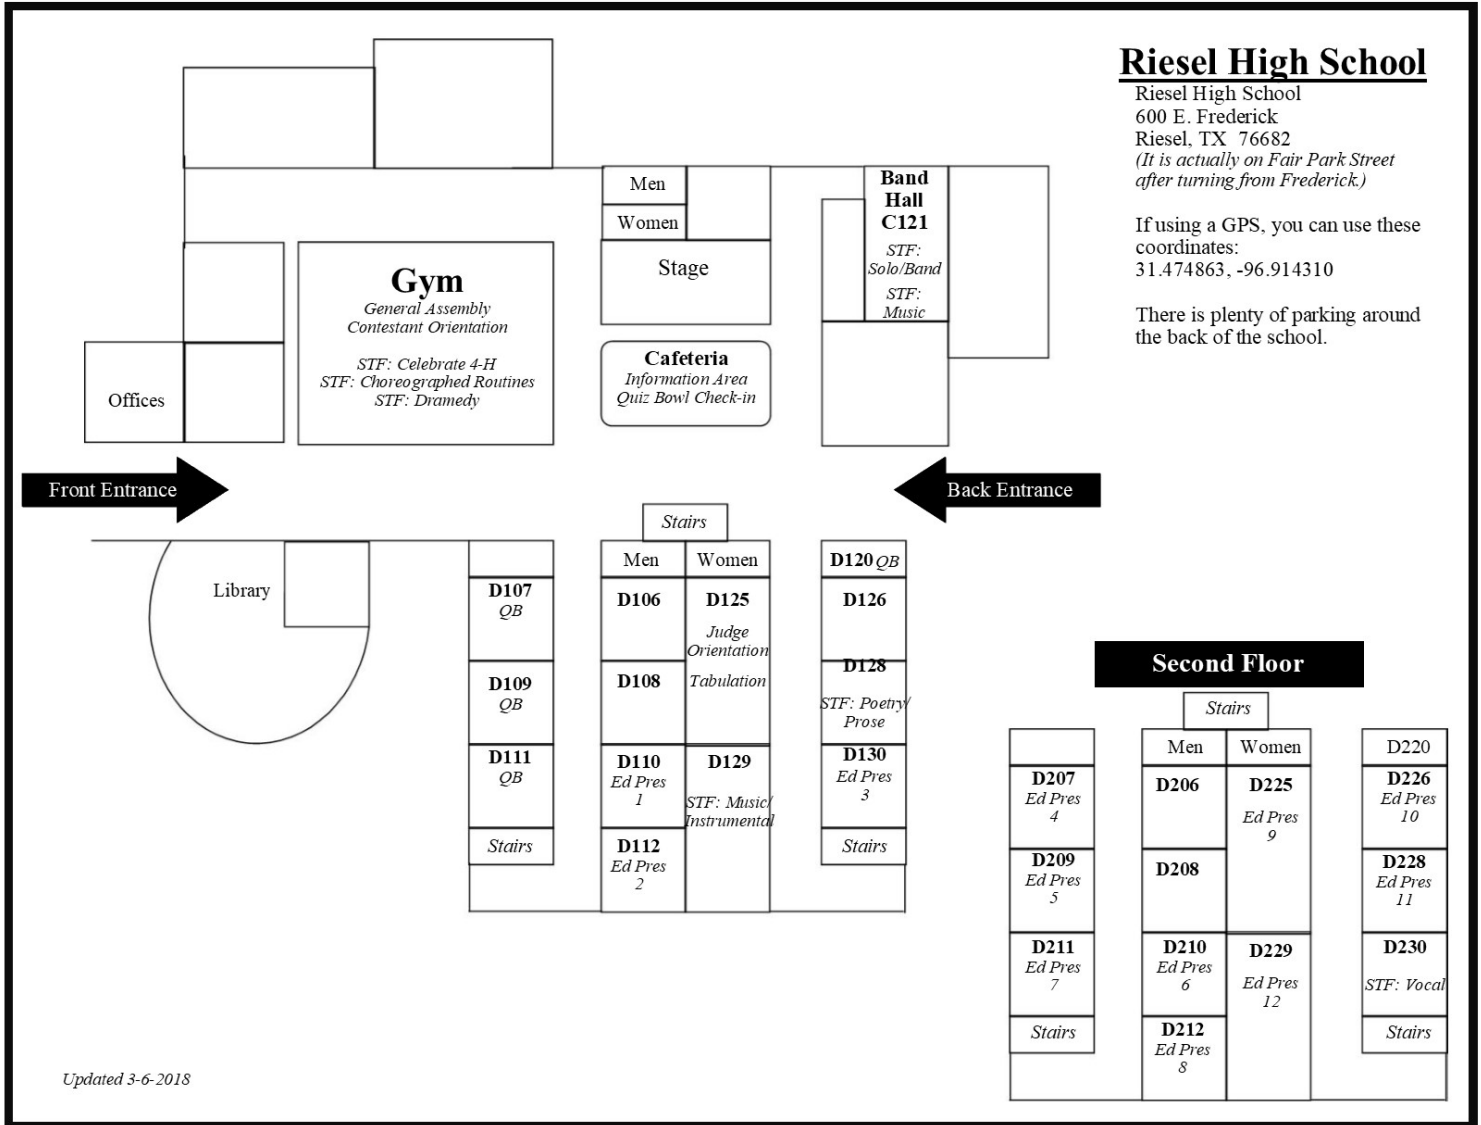 Riesel High School
Riesel High School
600 E. Frederick
Riesel, TX  76682
(It is actually on Fair Park Street
after turning from Frederick.)
If using a GPS, you can use these
coordinates:
31.474863, -96.914310
There is plenty of parking around
the back of the school.
Men
Women
Stage
Band
Hall
C121
STF:
Solo/Band
STF:
Music
Gym
General Assembly
Contestant Orientation
STF: Celebrate 4-H
STF: Choreographed Routines
STF: Dramedy
Cafeteria
Information Area
Quiz Bowl Check-in
Offices
Front Entrance
Back Entrance
Stairs
Library
Men
Women
D107
QB
D109
QB
D111
QB
Stairs
D106
D108
D110
Ed Pres
1
D112
Ed Pres
2
D125
Judge
Orientation
Tabulation
D129
STF: Music/
Instrumental
D120 QB
D126
D128
STF: Poetry/
Prose
D130
Ed Pres
3
Stairs
Second Floor
Stairs
Men
Women
D220
D207
Ed Pres
4
D209
Ed Pres
5
D211
Ed Pres
7
Stairs
D206
D208
D210
Ed Pres
6
D212
Ed Pres
8
D225
Ed Pres
9
D229
Ed Pres
12
D226
Ed Pres
10
D228
Ed Pres
11
D230
STF: Vocal
Stairs
Updated 3-6-2018